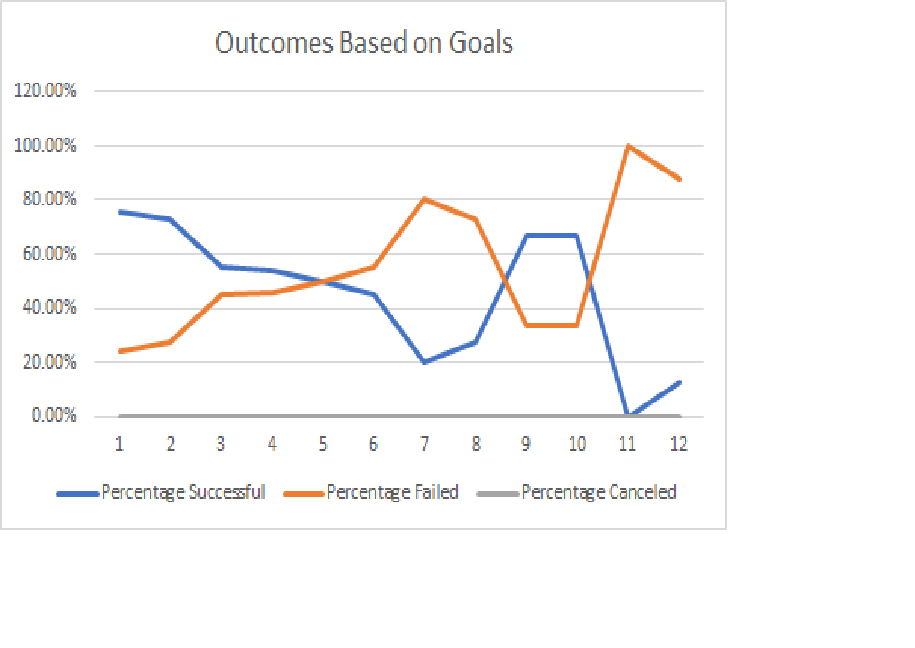 Outcomes Based on Goals
120.00%
100.00%
80.00%
60.00%
40.00%
20.00%
0.00%
1 2 3 4 5 6 7 8 9 10 11 12
Percentage Successful Percentage Failed Percentage Canceled